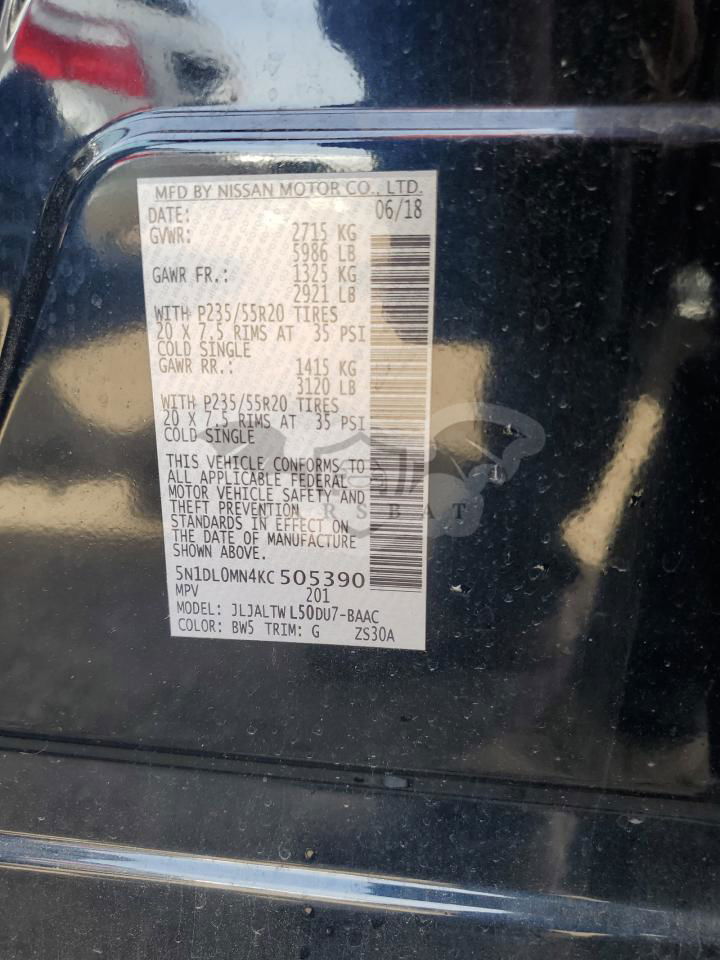 MFD BY NISSAN MOTOR CO., LTD.
DATE: 06/18
GVWR: 2715 KG
5986 LB
GAWR FR.: 1325 KG
2921 LB
WITH P235/55R20 TIRES
20 X 7.5 RIMS AT 35 PSI
COLD SINGLE
GAWR RR.: 1415 KG
3120 LB
WITH P235/55R20 TIRES
20 X 7.5 RIMS AT 35 PSI
COLD SINGLE
THIS VEHICLE CONFORMS TO
ALL APPLICABLE FEDERAL
MOTOR VEHICLE SAFETY AND
THEFT PREVENTION
STANDARDS IN EFFECT ON
THE DATE OF MANUFACTURE
SHOWN ABOVE.
5N1DL0MN4KC 505390
MPV 201
MODEL: JLJALTW L50DU7-BAAC
COLOR: BW5 TRIM: G ZS30A